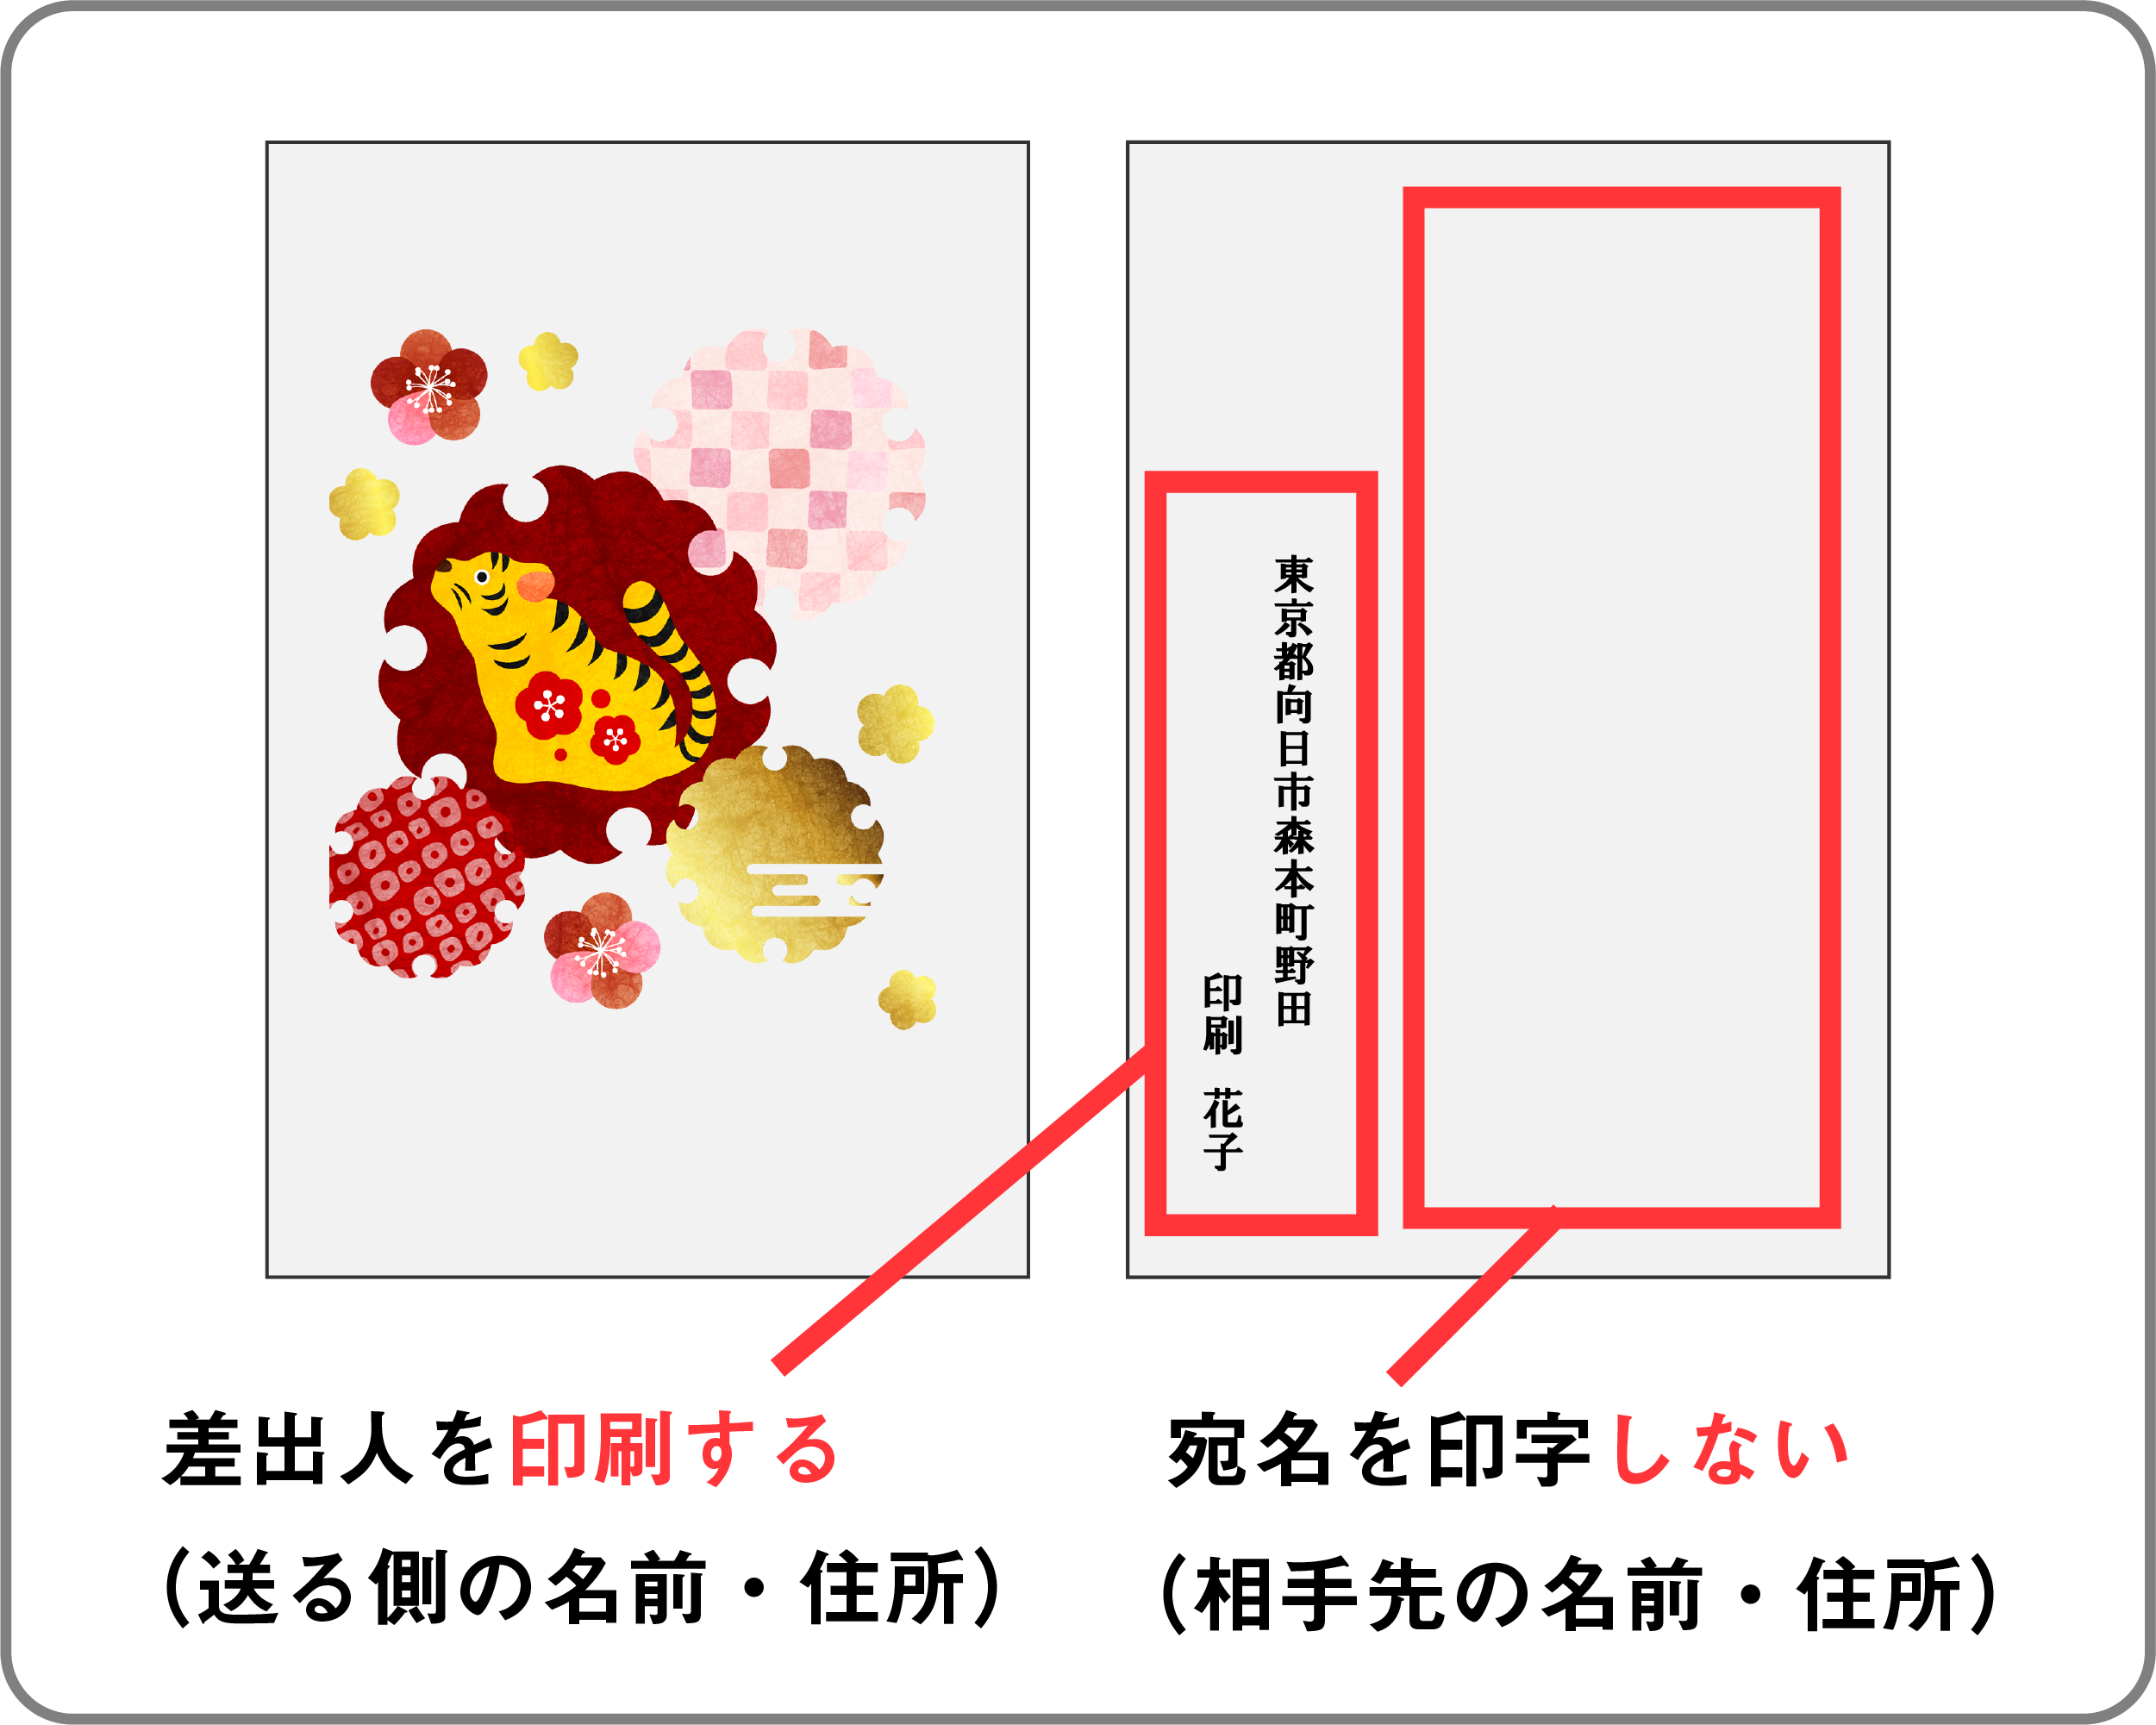 東京都向日市森本町野田
印刷 花子
差出人を印刷する
（送る側の名前・住所）
宛名を印字しない
（相手先の名前・住所）